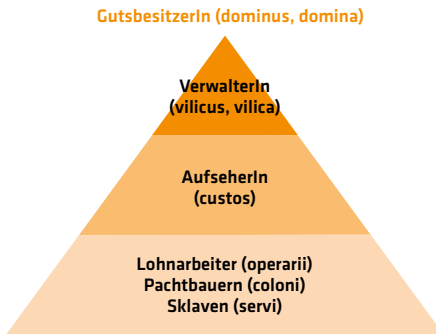 GutsbesitzerIn (dominus, domina)
VerwalterIn
(vilicus, vilica)
AufseherIn
(custos)
Lohnarbeiter (operarii)
Pachtbauern (coloni)
Sklaven (servi)